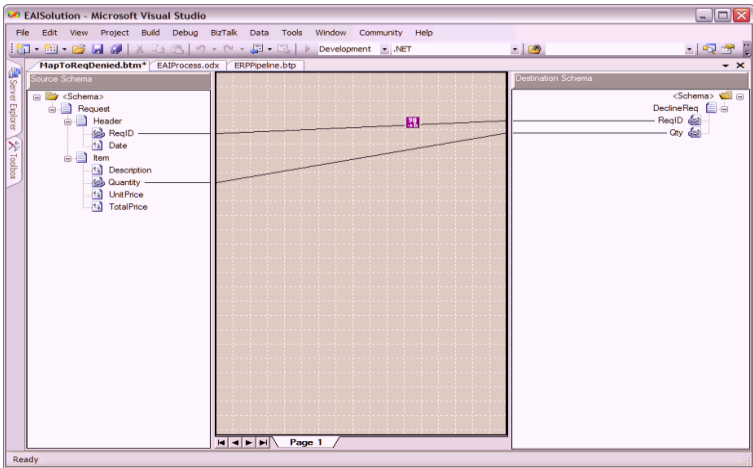 EAISolution - Microsoft Visual Studio
File Edit View Project Build Debug BizTalk Data Tools Window Community Help
Development .NET
MapToReqDenied.btm* EAIProcess.odx ERPPipeline.btp
Server Explorer
Toolbox
Source Schema
<Schema>
Request
Header
ReqID
Date
Item
Description
Quantity
UnitPrice
TotalPrice
Destination Schema
<Schema>
DeclineReq
ReqID
Qty
Page 1
Ready